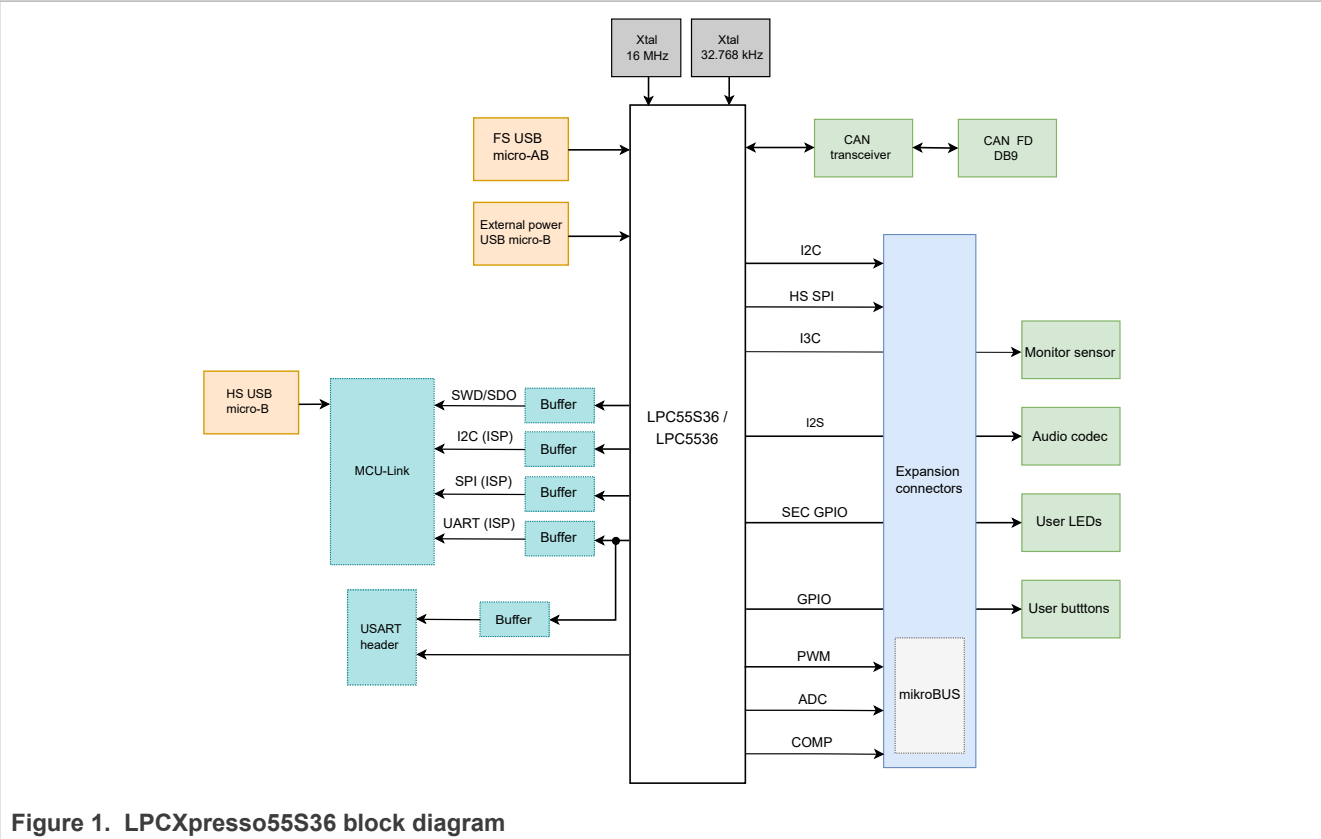 Xtal
16 MHz
Xtal
32.768 kHz
FS USB
micro-AB
CAN
transceiver
CAN FD
DB9
External power
USB micro-B
I2C
HS SPI
I3C
Monitor sensor
HS USB
micro-B
MCU-Link
SWD/SDO
Buffer
I2C (ISP)
Buffer
SPI (ISP)
Buffer
UART (ISP)
Buffer
LPC55S36 /
LPC5536
I2S
Audio codec
Expansion
connectors
SEC GPIO
User LEDs
GPIO
User butttons
USART
header
Buffer
PWM
mikroBUS
ADC
COMP
Figure 1. LPCXpresso55S36 block diagram